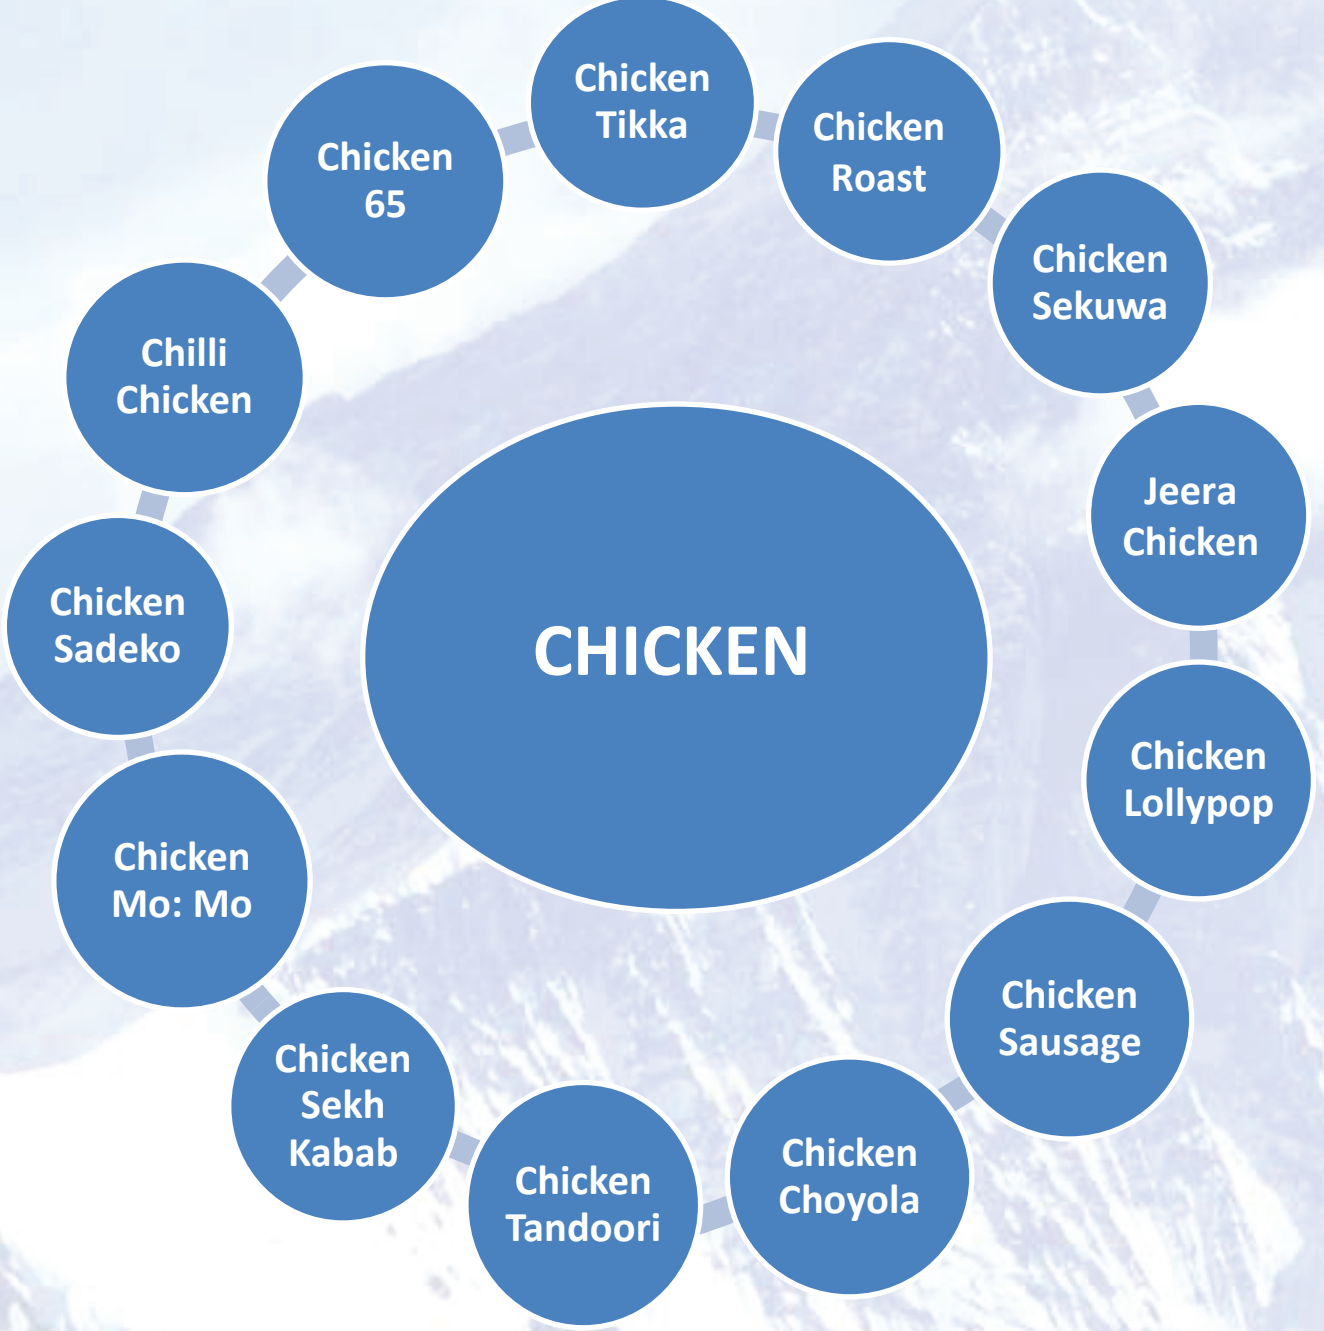 Chicken
Tikka
Chicken
Roast
Chicken
Sekuwa
Jeera
Chicken
Chicken
Lollypop
Chicken
Sausage
Chicken
Choyola
Chicken
Tandoori
Chicken
Sekh
Kabab
Chicken
Mo: Mo
Chicken
Sadeko
Chilli
Chicken
Chicken
65
CHICKEN